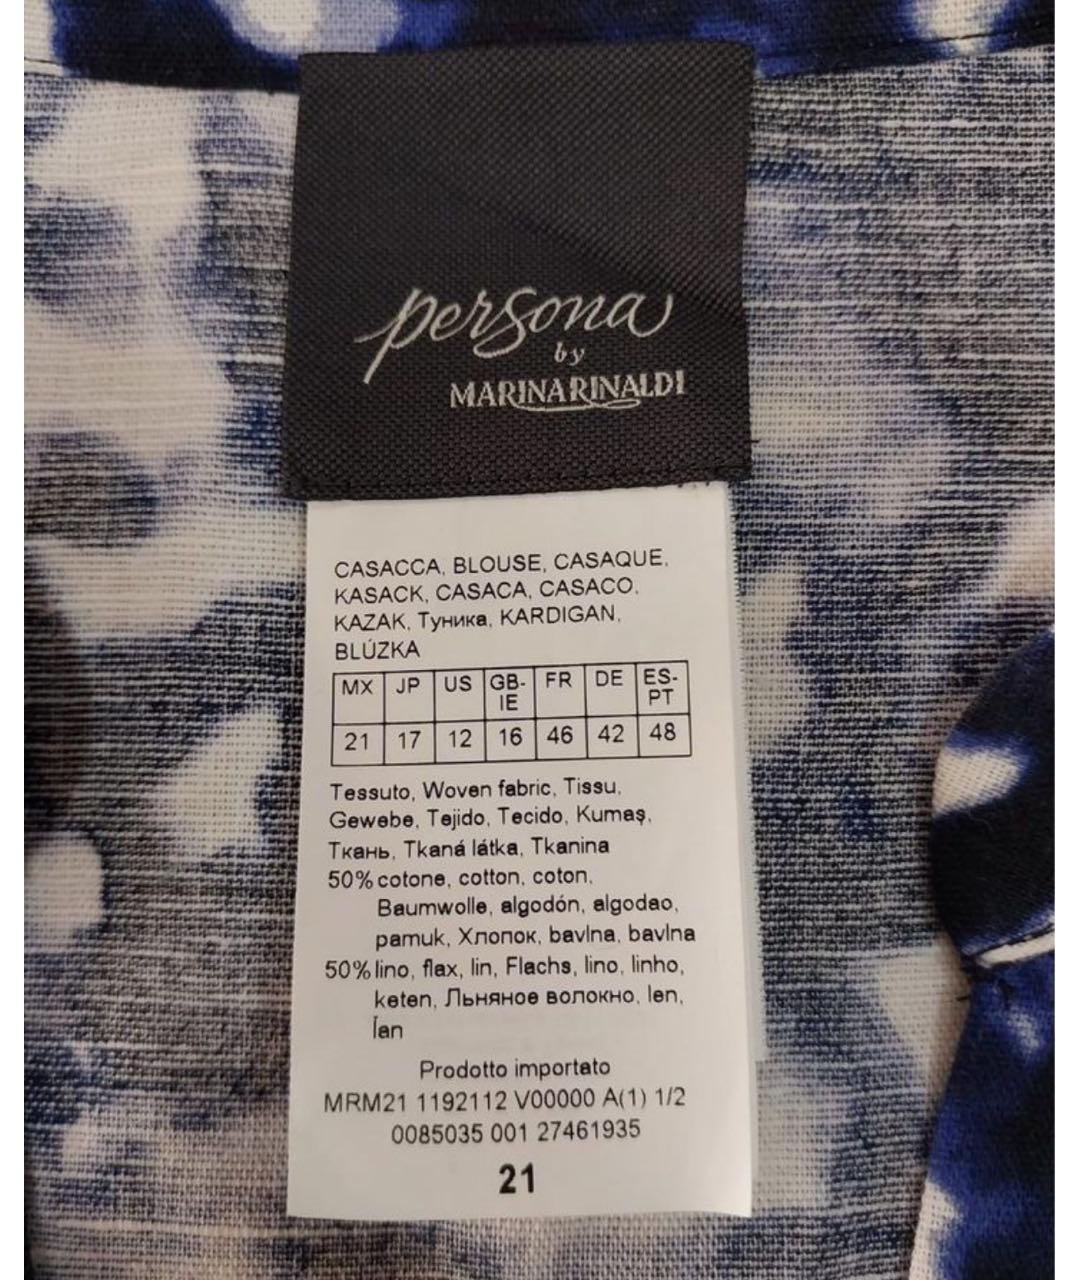 persona
by
MARINARINALDI
CASACCA, BLOUSE, CASAQUE,
KASACK, CASACA, CASACO,
KAZAK, Туника, KARDIGAN,
BLÚZKA
MX JP US GB-IE FR DE ES-PT
21 17 12 16 46 42 48
Tessuto, Woven fabric, Tissu,
Gewebe, Tejido, Tecido, Kumaş,
Ткань, Tkaná látka, Tkanina
50% cotone, cotton, coton,
Baumwolle, algodón, algodao,
pamuk, Хлопок, bavlna, bavlna
50% lino, flax, lin, Flachs, lino, linho,
keten, Льняное волокно, len,
ľan
Prodotto importato
MRM21 1192112 V00000 A(1) 1/2
0085035 001 27461935
21